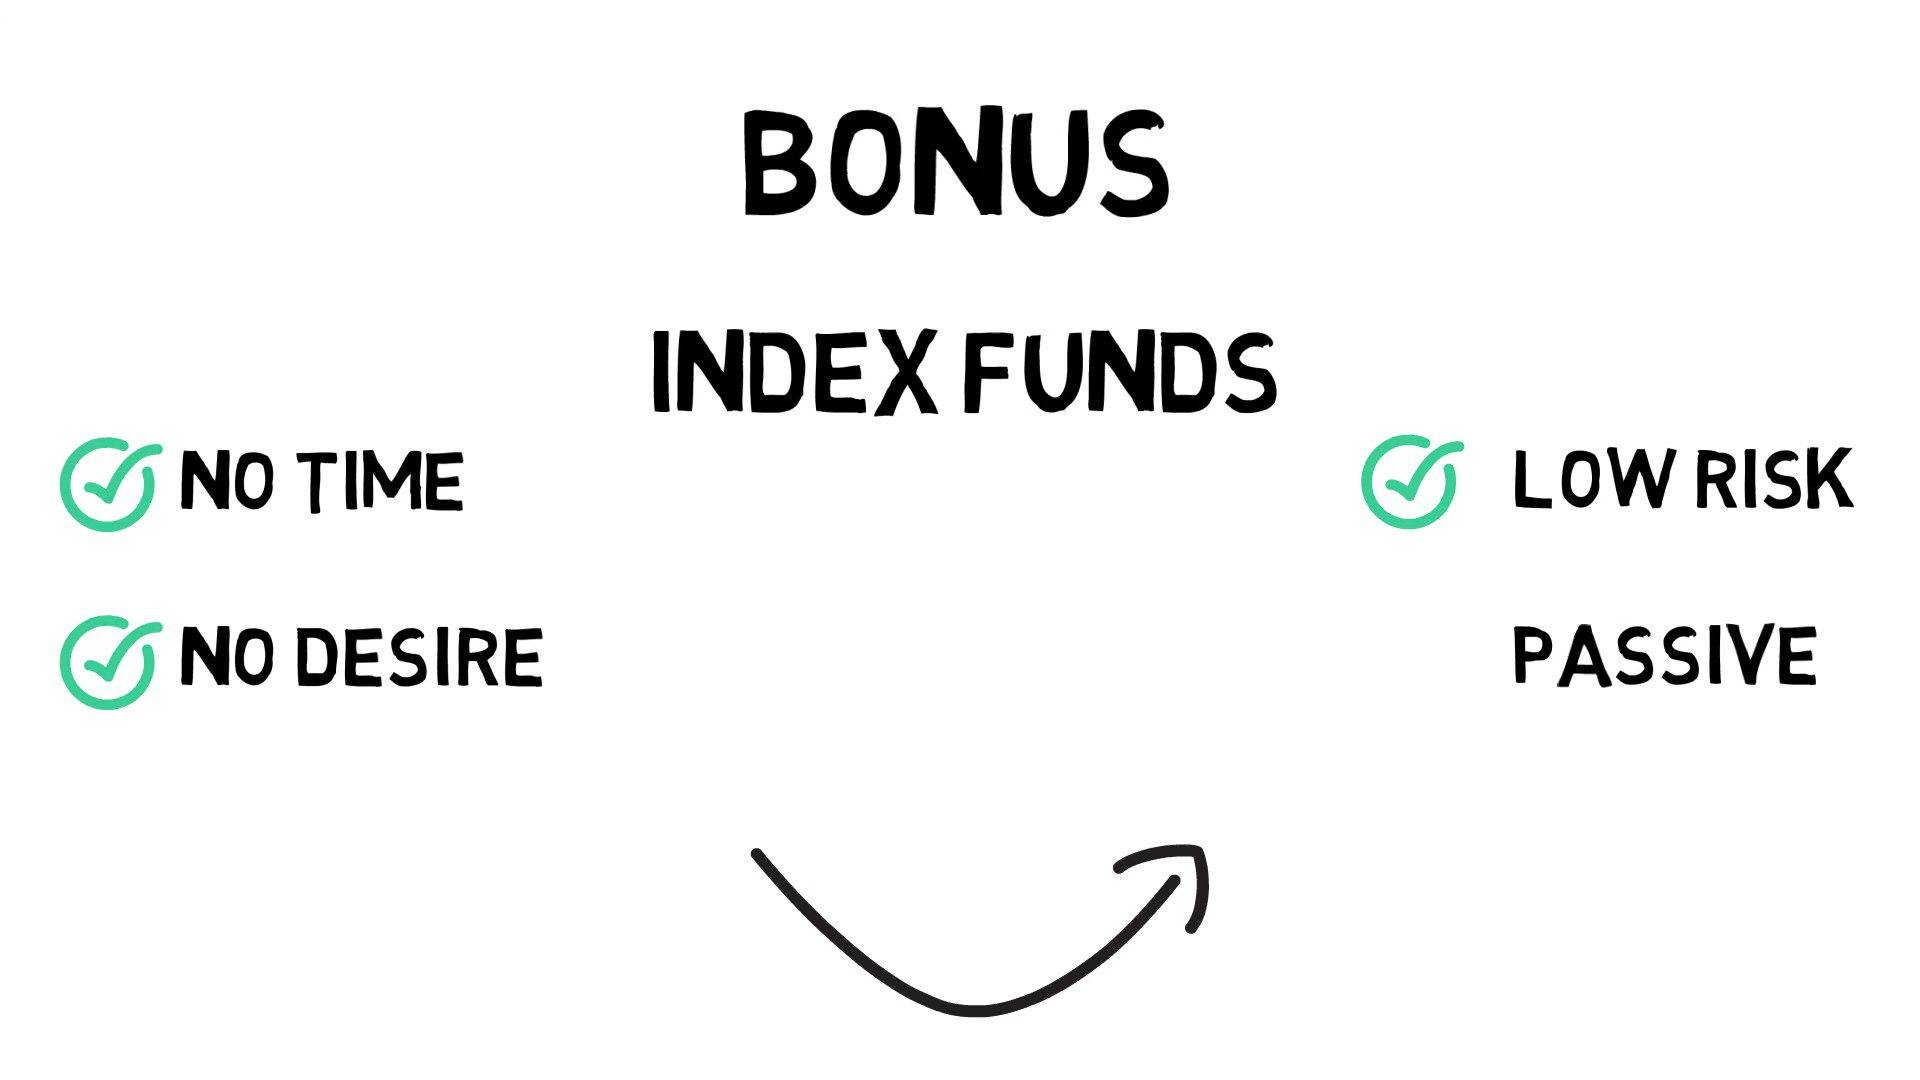 BONUS
INDEX FUNDS
NO TIME
LOW RISK
NO DESIRE
PASSIVE